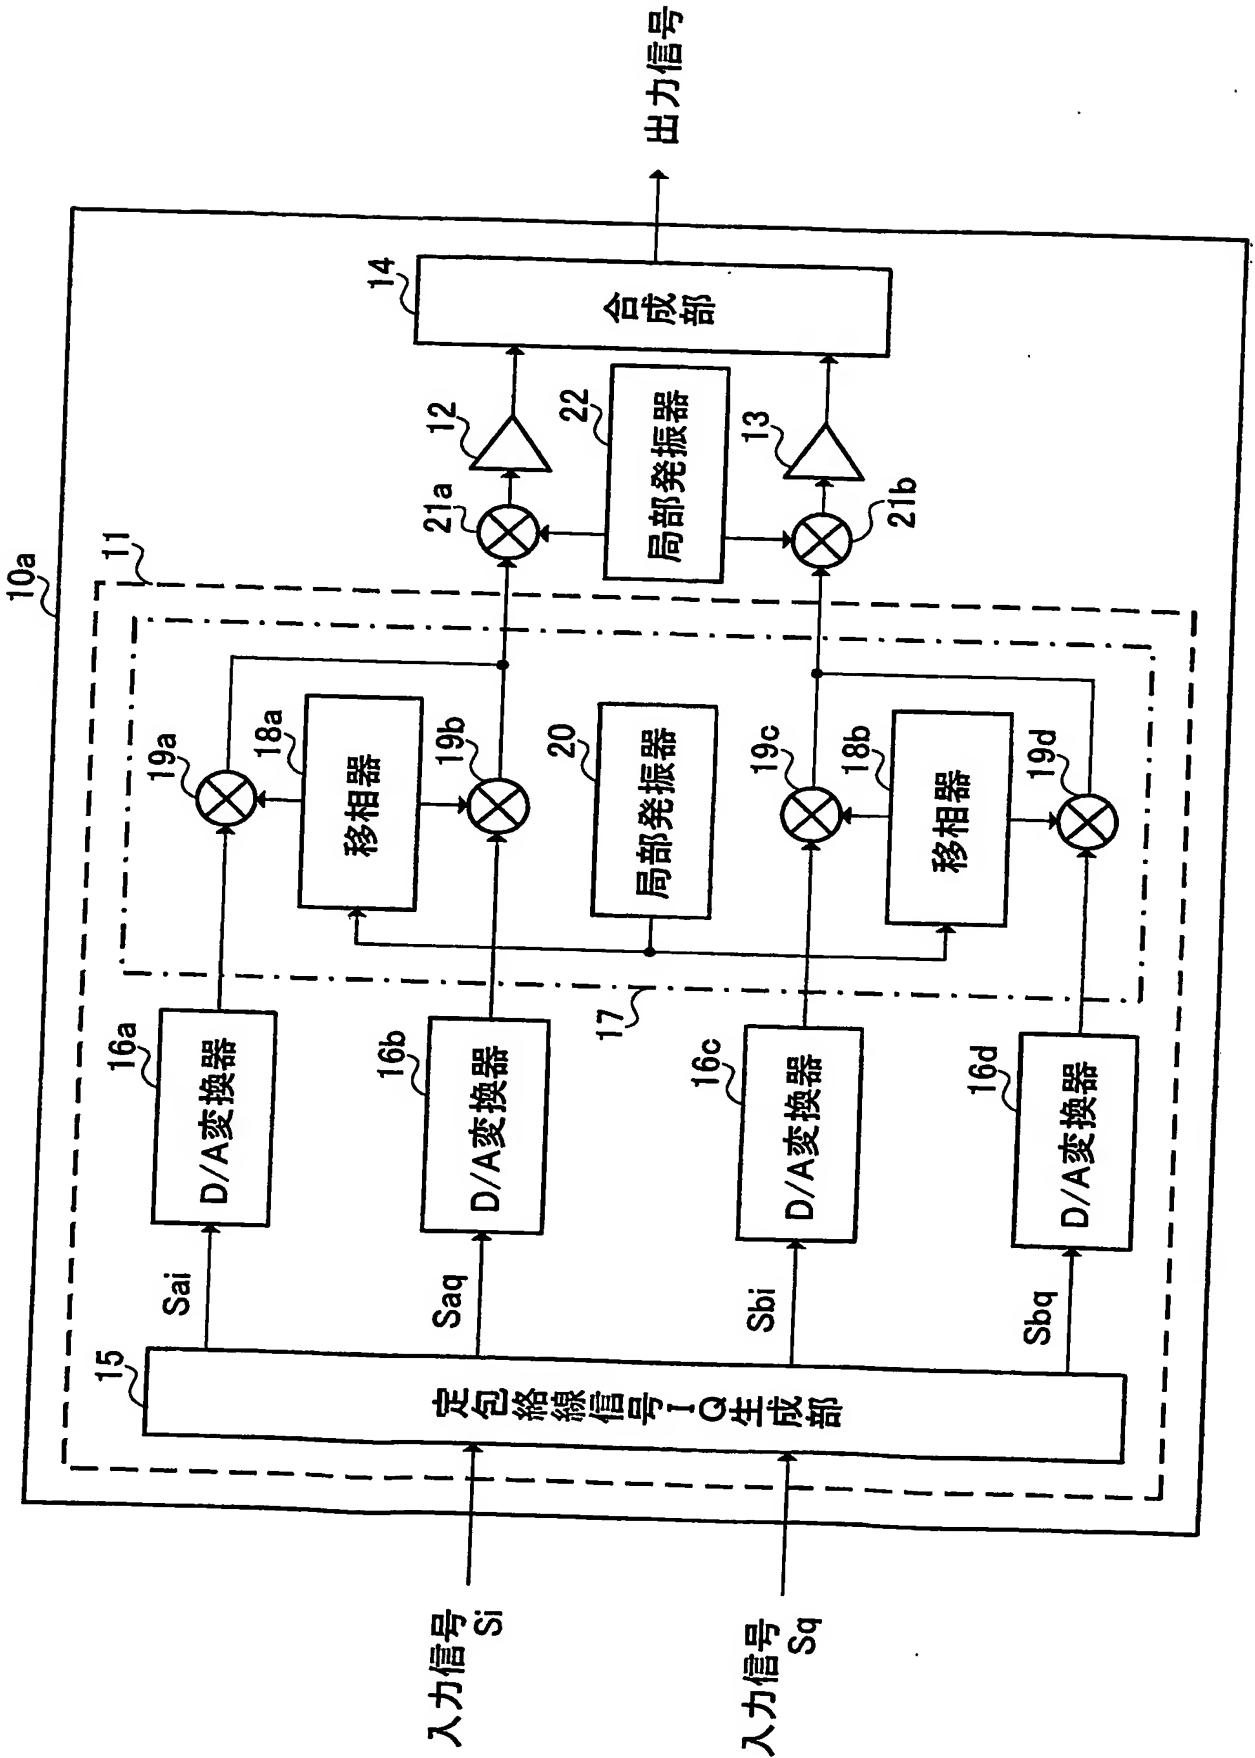 10a
11
入力信号
Si
入力信号
Sq
15
定包絡線信号IQ生成部
Sai
Saq
Sbi
Sbq
16a
D/A変換器
16b
D/A変換器
16c
D/A変換器
16d
D/A変換器
17
19a
18a
移相器
19b
20
局部発振器
19c
18b
移相器
19d
21a
12
22
局部発振器
13
21b
14
合成部
出力信号